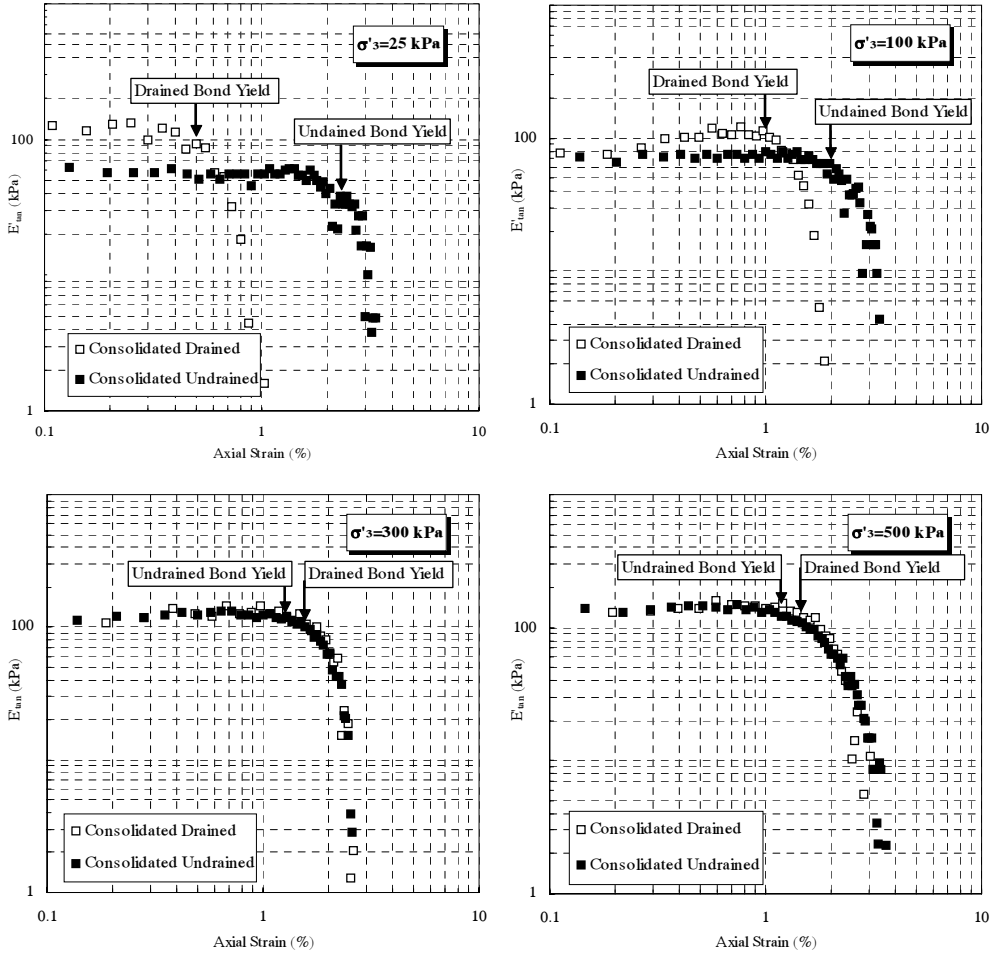 σ'3=25 kPa
Drained Bond Yield
Undained Bond Yield
100
E'tan (kPa)
Consolidated Drained
Consolidated Undrained
1
0.1
1
10
Axial Strain (%)
σ'3=100 kPa
Drained Bond Yield
Undrained Bond Yield
100
E'tan (kPa)
Consolidated Drained
Consolidated Undrained
1
0.1
1
10
Axial Strain (%)
σ'3=300 kPa
Undrained Bond Yield
Drained Bond Yield
100
E'tan (kPa)
Consolidated Drained
Consolidated Undrained
1
0.1
1
10
Axial Strain (%)
σ'3=500 kPa
Undrained Bond Yield
Drained Bond Yield
100
E'tan (kPa)
Consolidated Drained
Consolidated Undrained
1
0.1
1
10
Axial Strain (%)